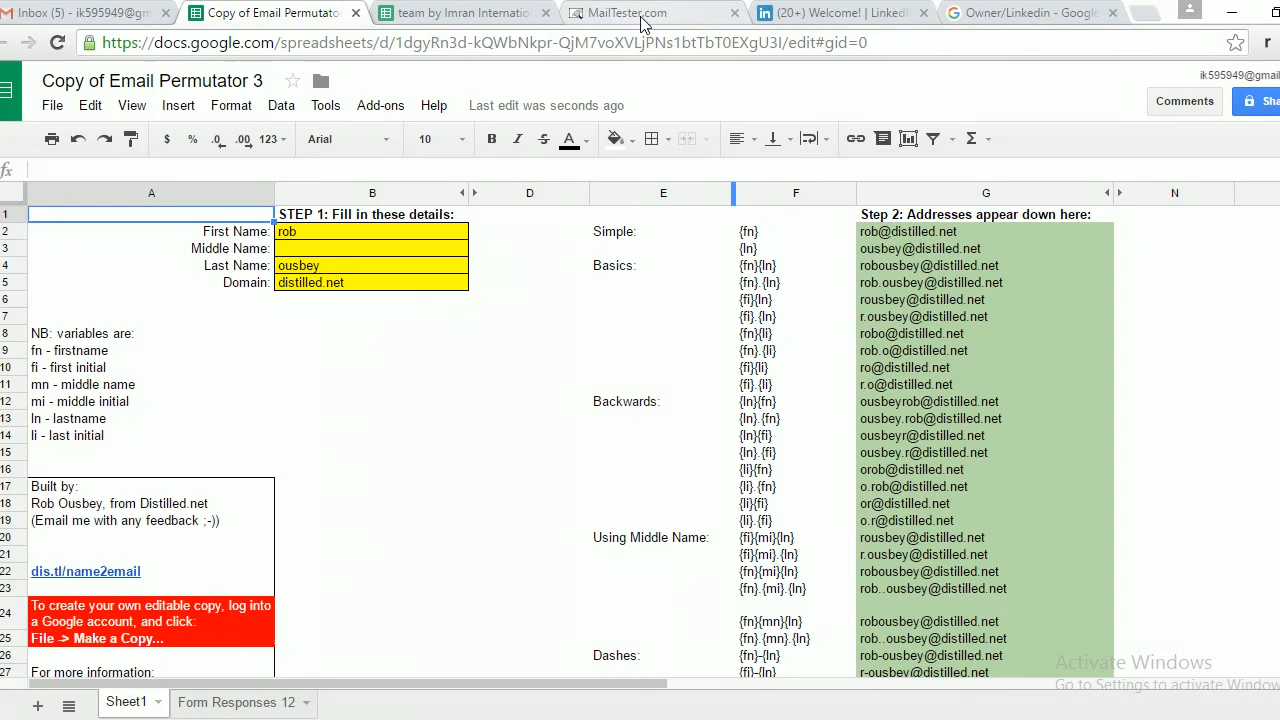 Inbox (5) - ik595949@gm
Copy of Email Permutato
team by Imran Internatio
MailTester.com
(20+) Welcome! | LinkedI
Owner/Linkedin - Google
https://docs.google.com/spreadsheets/d/1dgyRn3d-kQWbNkpr-QjM7voXVLjPNs1btTbT0EXgU3I/edit#gid=0
Copy of Email Permutator 3
ik595949@gmai
File Edit View Insert Format Data Tools Add-ons Help Last edit was seconds ago
Comments
Sha
$ % .0 .00 123 Arial 10 B I S A
fx
A B D E F G N
1 STEP 1: Fill in these details: Step 2: Addresses appear down here:
2 First Name: rob Simple: {fn} rob@distilled.net
3 Middle Name: {ln} ousbey@distilled.net
4 Last Name: ousbey Basics: {fn}{ln} robousbey@distilled.net
5 Domain: distilled.net {fn}.{ln} rob.ousbey@distilled.net
6 {fi}{ln} rousbey@distilled.net
7 {fi}.{ln} r.ousbey@distilled.net
8 NB: variables are: {fn}{li} robo@distilled.net
9 fn - firstname {fn}.{li} rob.o@distilled.net
10 fi - first initial {fi}{li} ro@distilled.net
11 mn - middle name {fi}.{li} r.o@distilled.net
12 mi - middle initial Backwards: {ln}{fn} ousbeyrob@distilled.net
13 ln - lastname {ln}.{fn} ousbey.rob@distilled.net
14 li - last initial {ln}{fi} ousbeyr@distilled.net
15 {ln}.{fi} ousbey.r@distilled.net
16 {li}{fn} orob@distilled.net
17 Built by: {li}.{fn} o.rob@distilled.net
18 Rob Ousbey, from Distilled.net {li}{fi} or@distilled.net
19 (Email me with any feedback ;-)) {li}.{fi} o.r@distilled.net
20 Using Middle Name: {fi}{mi}{ln} rousbey@distilled.net
21 {fi}{mi}.{ln} r.ousbey@distilled.net
22 dis.tl/name2email {fn}{mi}{ln} robousbey@distilled.net
23 {fn}.{mi}.{ln} rob..ousbey@distilled.net
To create your own editable copy, log into
24 a Google account, and click: {fn}{mn}{ln} robousbey@distilled.net
25 File -> Make a Copy... {fn}.{mn}.{ln} rob..ousbey@distilled.net
26 Dashes: {fn}-{ln} rob-ousbey@distilled.net
27 For more information: {fi}-{ln} r-ousbey@distilled.net
Activate Windows
Go to Settings to activate Windows
Sheet1 Form Responses 12